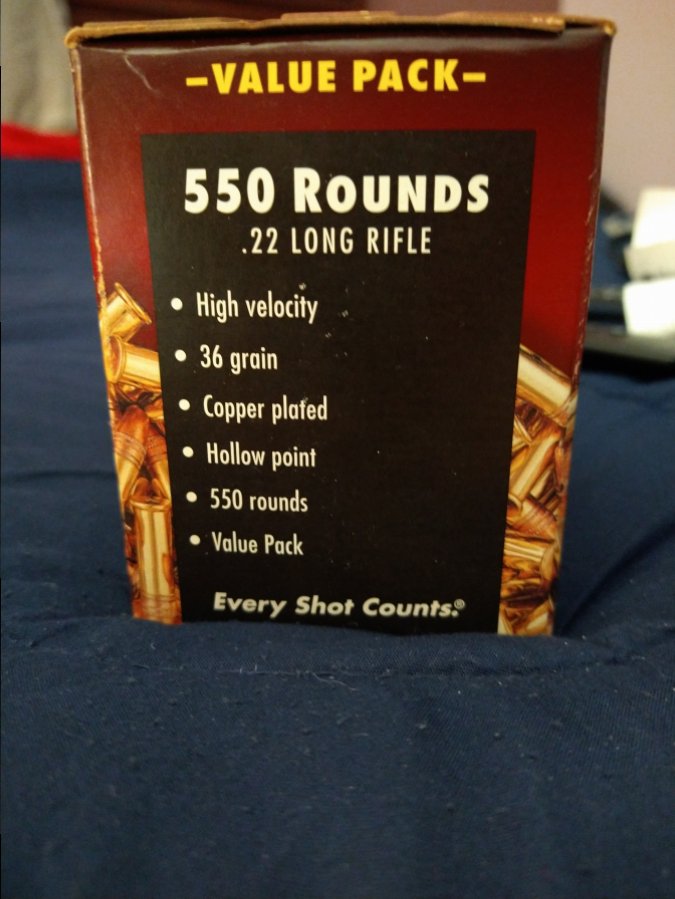 –VALUE PACK–
550 ROUNDS
.22 LONG RIFLE
• High velocity
• 36 grain
• Copper plated
• Hollow point
• 550 rounds
• Value Pack
Every Shot Counts.®